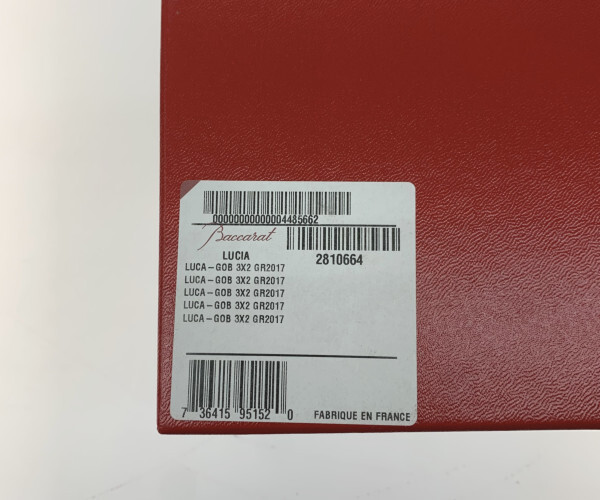 00000000000004485662
Baccarat
LUCIA
2810664
LUCA-GOB 3X2 GR2017
LUCA-GOB 3X2 GR2017
LUCA-GOB 3X2 GR2017
LUCA-GOB 3X2 GR2017
LUCA-GOB 3X2 GR2017
7 36415 95152 0
FABRIQUE EN FRANCE